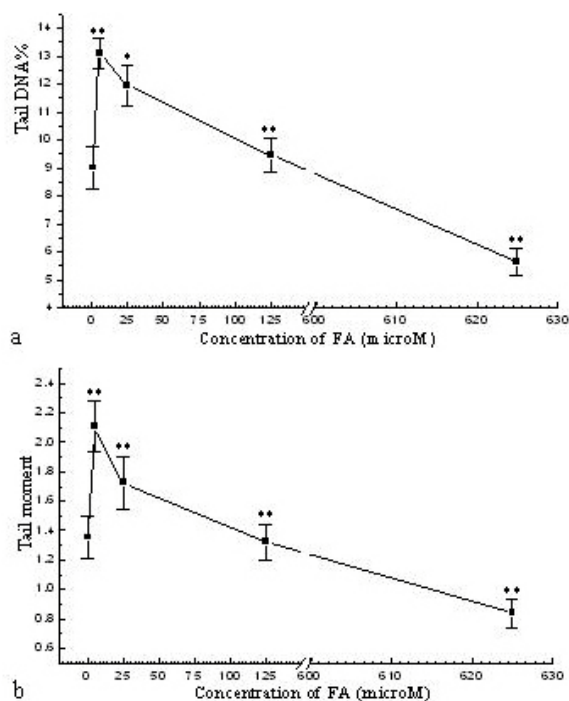 Tail DNA%
14
13
12
11
10
9
8
7
6
5
4
** * ** **
0 25 50 75 100 125 600 610 620 630
Concentration of FA (microM)
a
Tail moment
2.4
2.2
2.0
1.8
1.6
1.4
1.2
1.0
0.8
0.6
** ** ** **
0 25 50 75 100 125 600 610 620 630
Concentration of FA (microM)
b